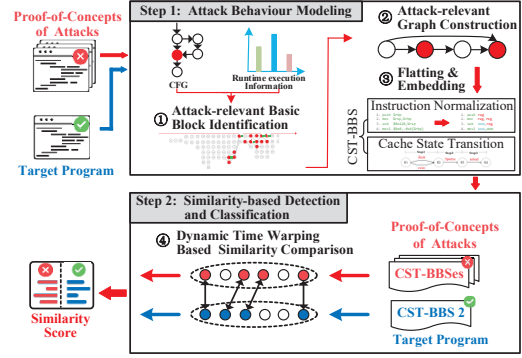 Step 1: Attack Behaviour Modeling
Proof-of-Concepts
of Attacks
Target Program
CFG
Runtime execution
Information
① Attack-relevant Basic
Block Identification
② Attack-relevant
Graph Construction
③ Flatting &
Embedding
CST-BBS
Instruction Normalization
Cache State Transition
Step 2: Similarity-based Detection
and Classification
④ Dynamic Time Warping
Based Similarity Comparison
Proof-of-Concepts
of Attacks
CST-BBSes
CST-BBS 2
Target Program
Similarity
Score